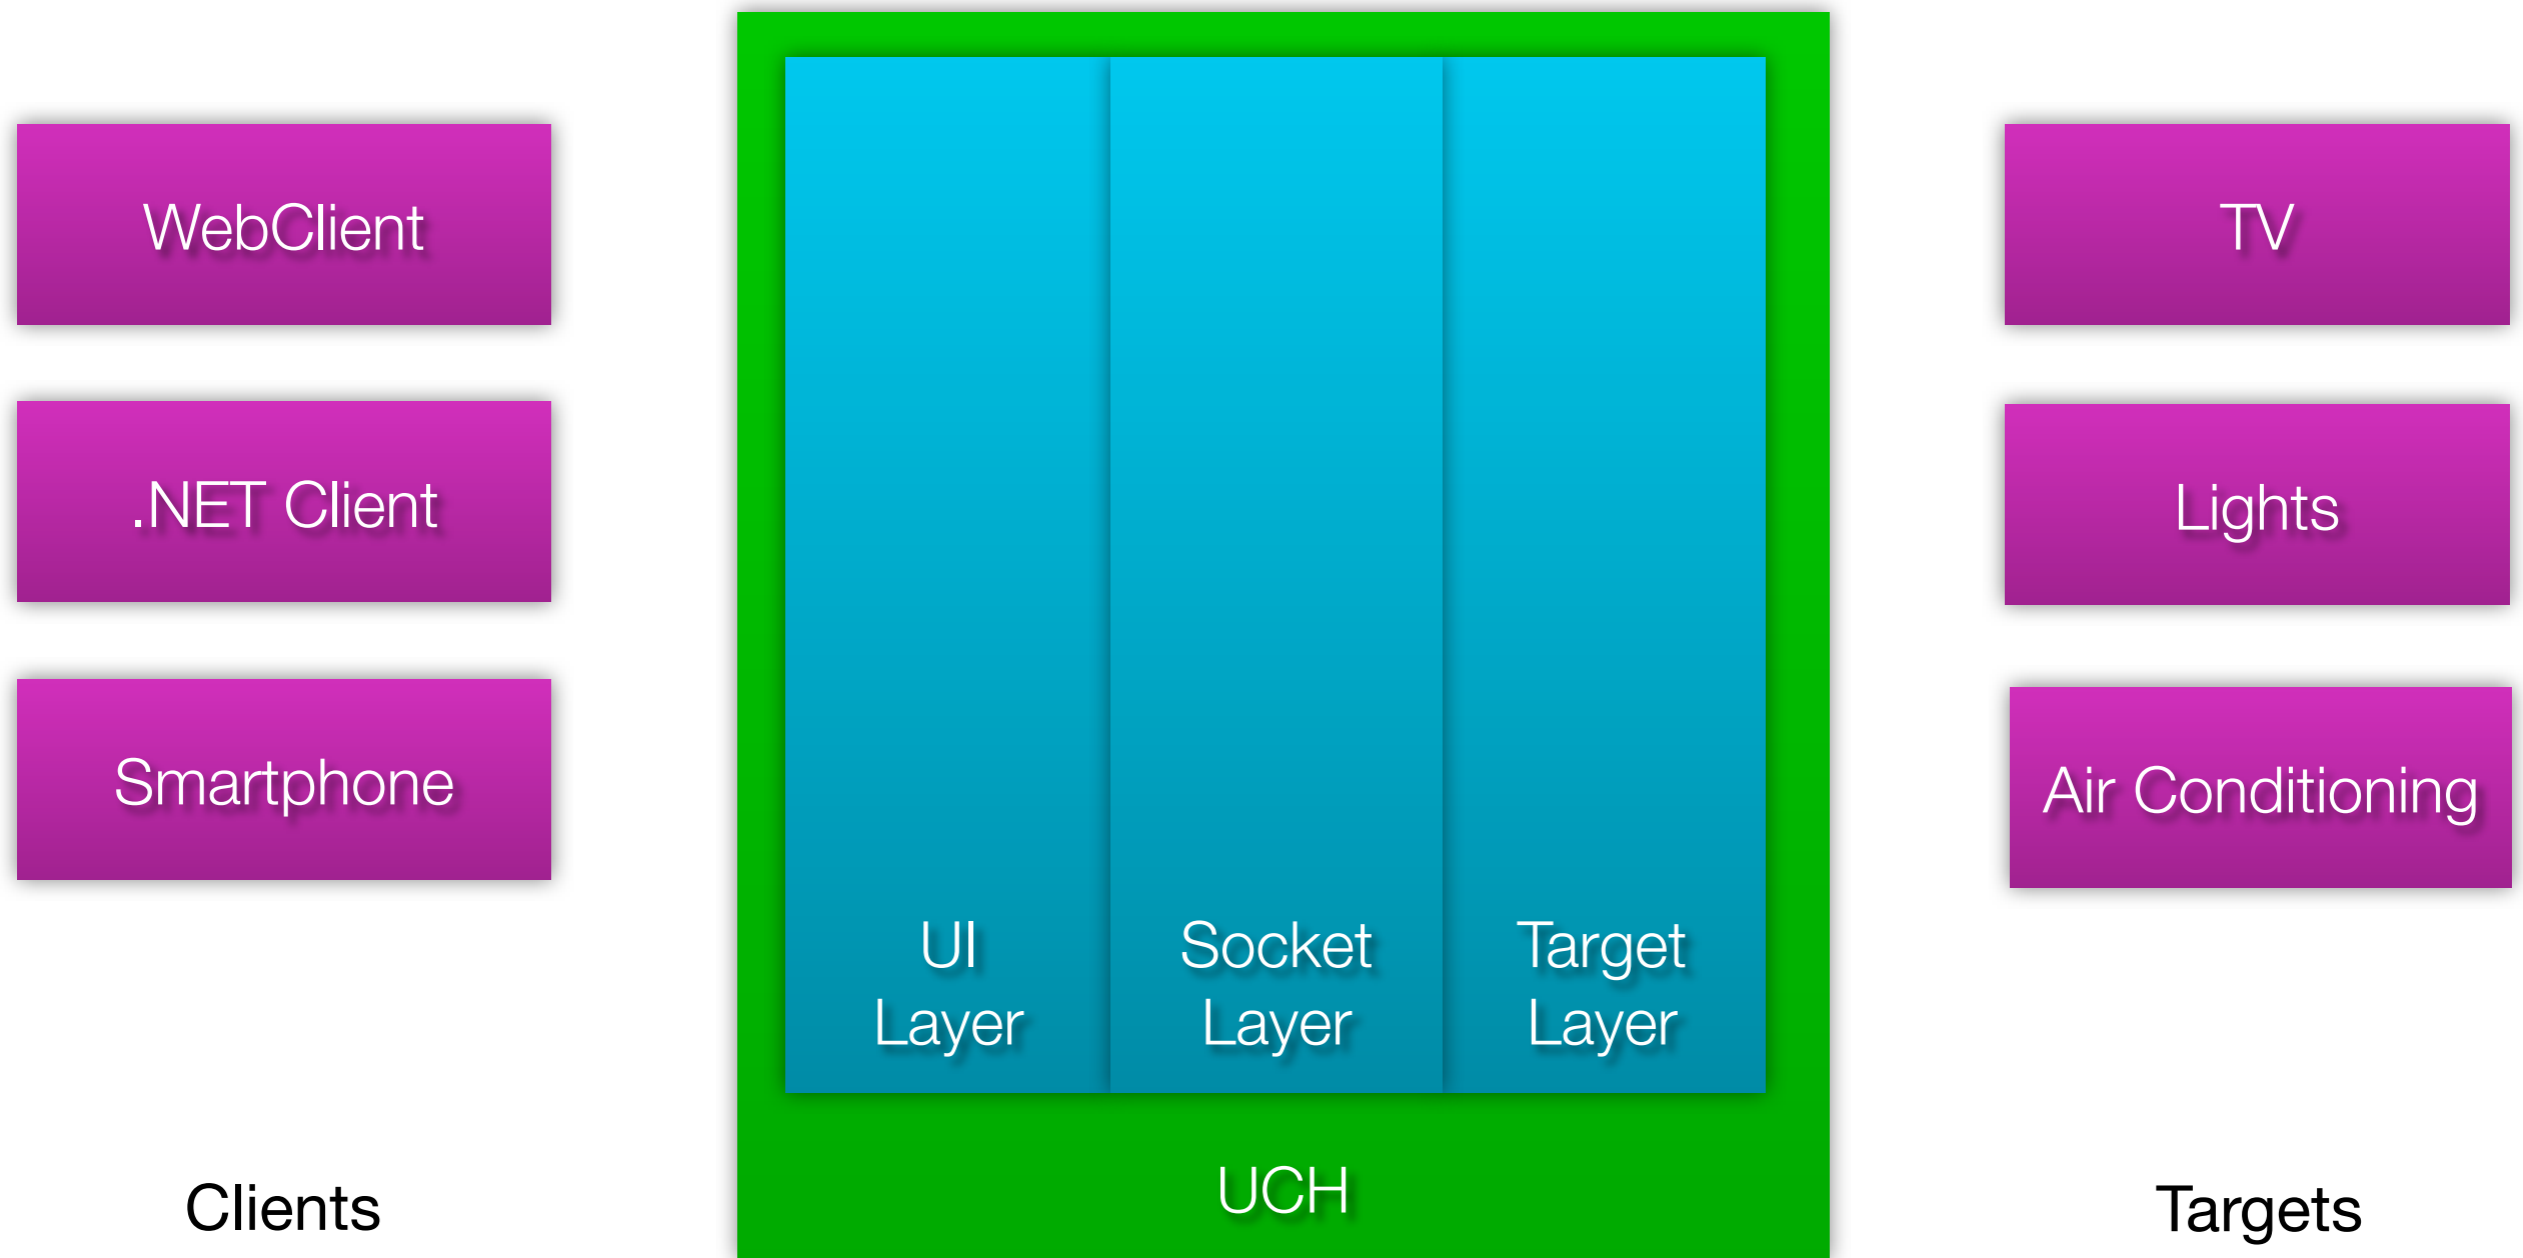 WebClient
.NET Client
Smartphone
Clients
UI
Layer
Socket
Layer
Target
Layer
UCH
TV
Lights
Air Conditioning
Targets